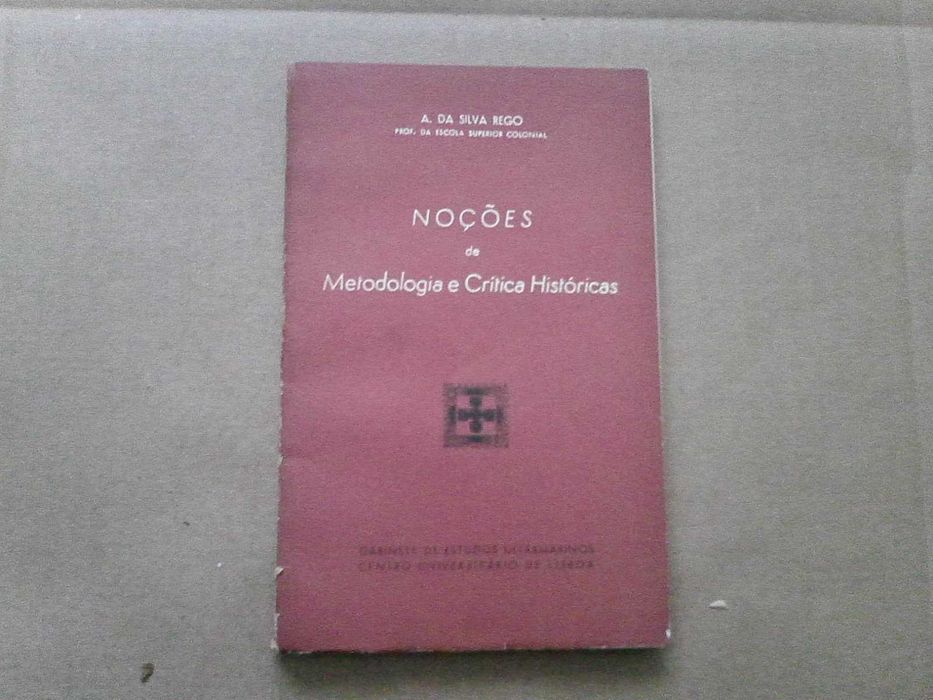 A. DA SILVA REGO
PROF. DA ESCOLA SUPERIOR COLONIAL
NOÇÕES
de
Metodologia e Crítica Históricas
GABINETE DE ESTUDOS ULTRAMARINOS
CENTRO UNIVERSITÁRIO DE LISBOA